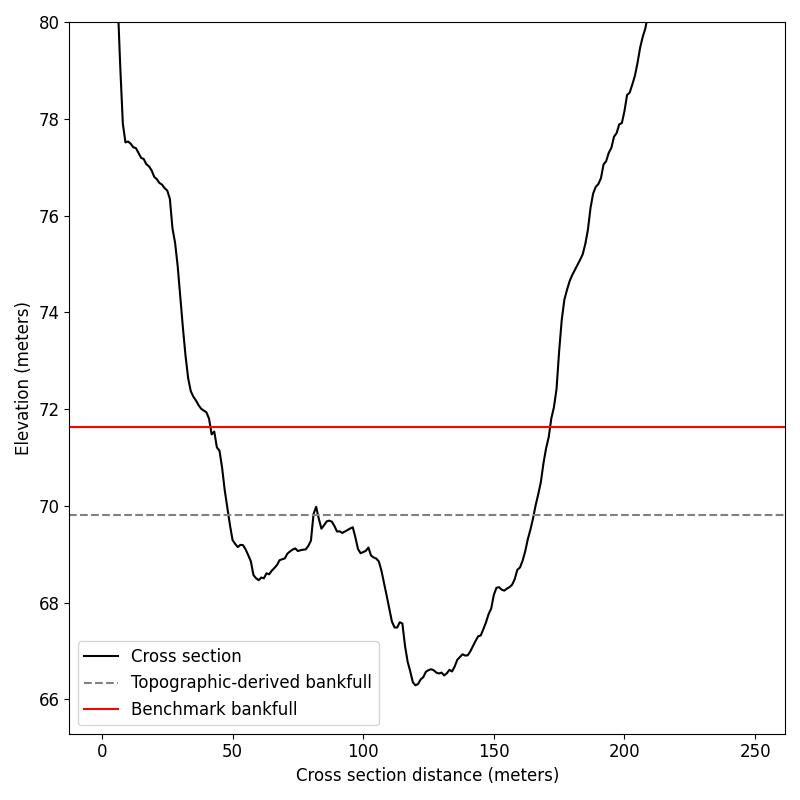 80
78
76
74
72
70
68
66
Elevation (meters)
Cross section
Topographic-derived bankfull
Benchmark bankfull
0 50 100 150 200 250
Cross section distance (meters)